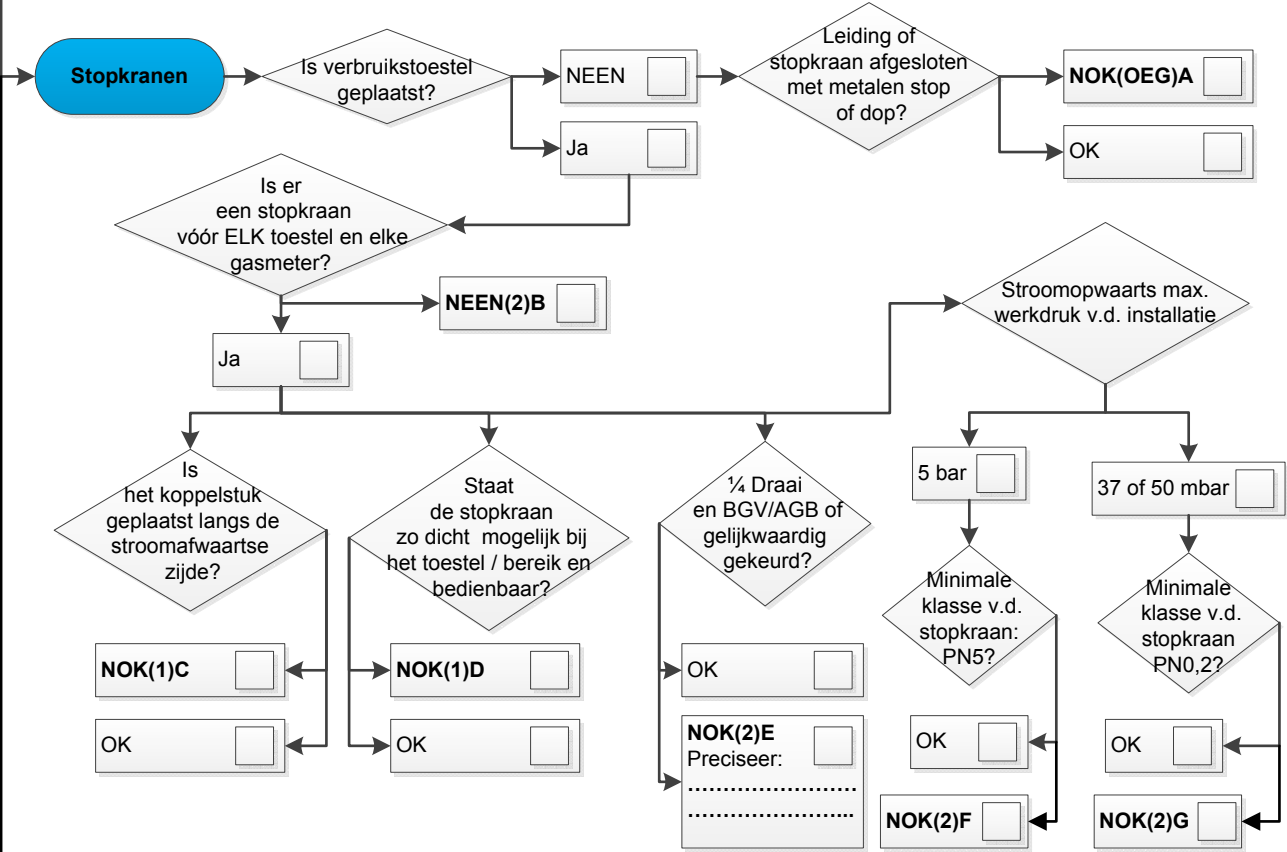 Stopkranen
Is verbruikstoestel
geplaatst?
NEEN
Ja
Leiding of
stopkraan afgesloten
met metalen stop
of dop?
NOK(OEG)A
OK
Is er
een stopkraan
vóór ELK toestel en elke
gasmeter?
NEEN(2)B
Ja
Stroomopwaarts max.
werkdruk v.d. installatie
Is
het koppelstuk
geplaatst langs de
stroomafwaartse
zijde?
NOK(1)C
OK
Staat
de stopkraan
zo dicht mogelijk bij
het toestel / bereik en
bedienbaar?
NOK(1)D
OK
¼ Draai
en BGV/AGB of
gelijkwaardig
gekeurd?
OK
NOK(2)E
Preciseer:
........................
.......................
5 bar
Minimale
klasse v.d.
stopkraan:
PN5?
OK
NOK(2)F
37 of 50 mbar
Minimale
klasse v.d.
stopkraan
PN0,2?
OK
NOK(2)G